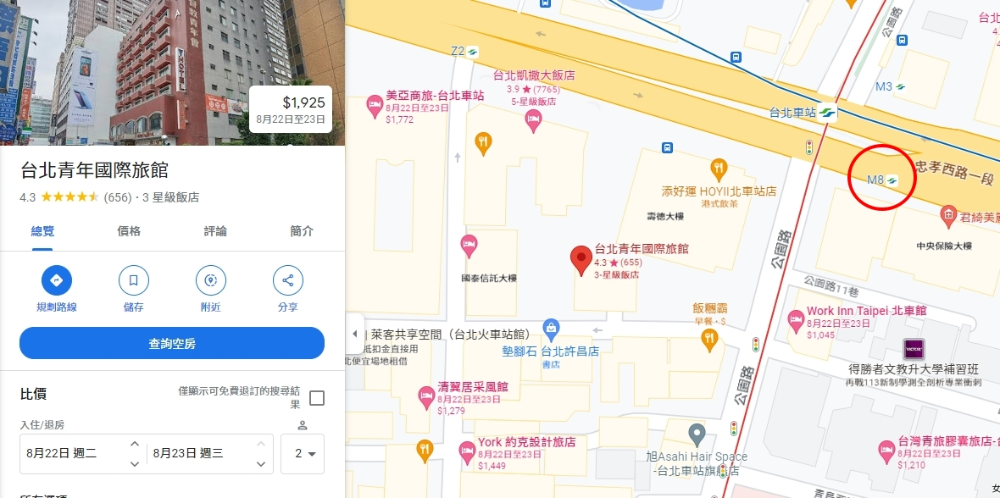 HOTEL
$1,925
8月22日至23日
台北青年國際旅館
4.3 ★★★★★ (656) · 3 星級飯店
總覽
價格
評論
簡介
規劃路線
儲存
附近
分享
查詢空房
比價
僅顯示可免費退訂的搜尋結
果
入住/退房
8月22日 週二
8月23日 週三
2
Z2
公園路
台北
M3
台北凱撒大飯店
3.9 ★ (7765)
5-星級飯店
美亞商旅-台北車站
8月22日至23日
$1,772
台北車站
忠孝西路一段
M8
添好運 HOYII北車站店
港式飲茶
壽德大樓
君綺美麗
中央保險大樓
台北青年國際旅館
4.3 ★ (655)
3-星級飯店
國泰信託大樓
公園路
公園路11巷
飯糰霸
早餐 · $
Work Inn Taipei 北車館
8月22日至23日
$1,045
| 萊客共享空間（台北火車站館）
抵扣金直接用
北便宜場地租借
墊腳石 台北許昌店
書店
VICTOR
得勝者文教升大學補習班
再戰113新制學測全剖析專業衝刺
公園路
清翼居采風館
8月22日至23日
$1,279
York 約克設計旅店
8月22日至23日
$1,449
旭Asahi Hair Space
-台北車站旗艦店
台灣青旅膠囊旅店-台
8月22日至23日
$1,210